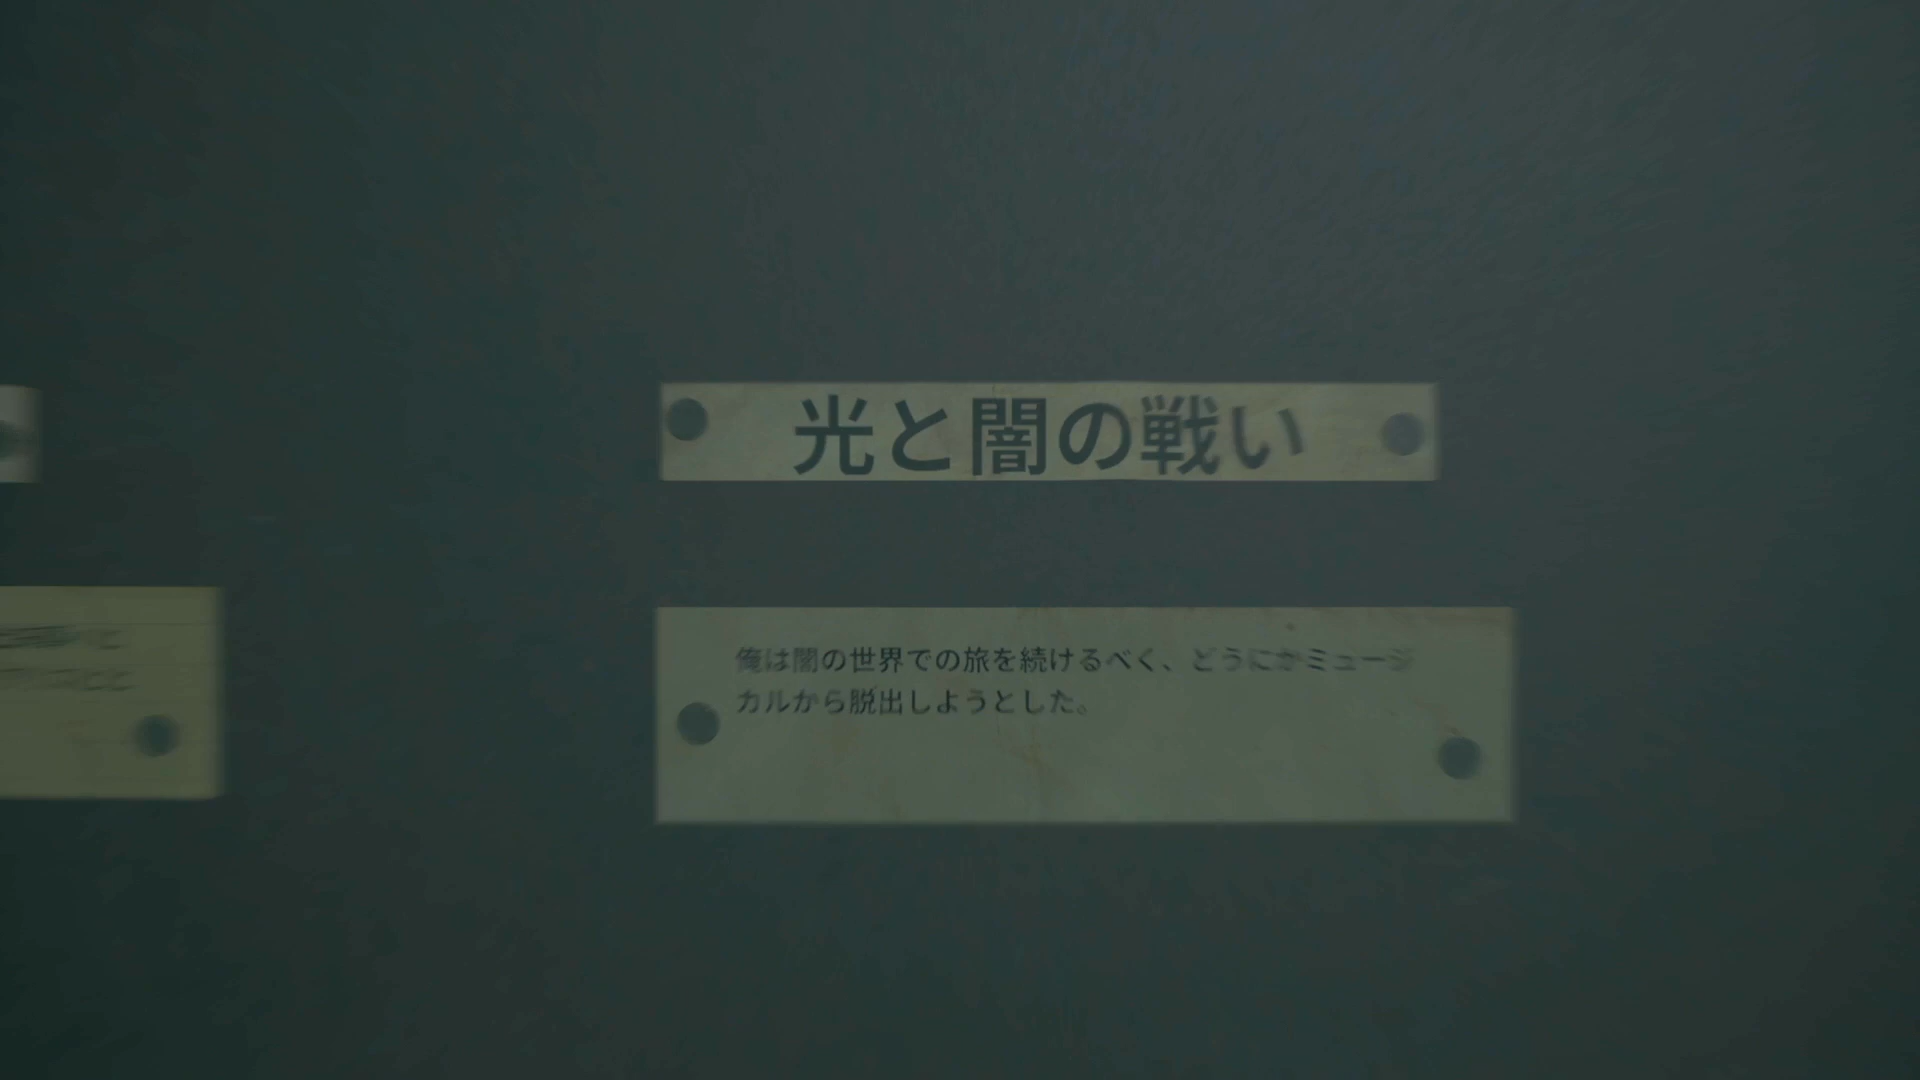 光と闇の戦い
俺は闇の世界での旅を続けるべく、どうにかミュージ
カルから脱出しようとした。